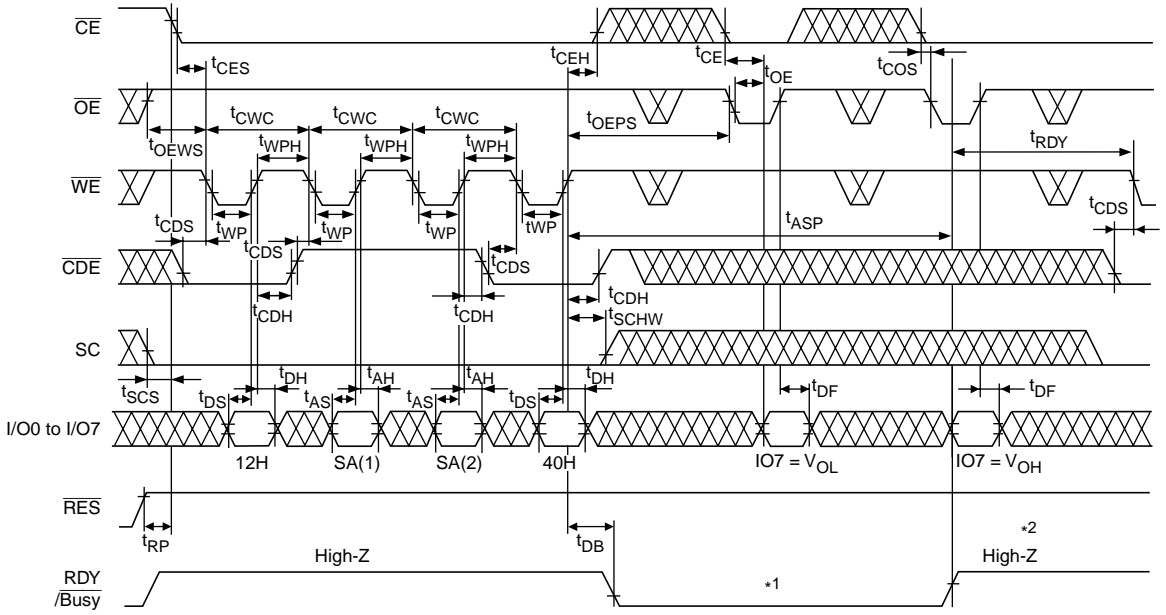 CE
tCES
tCEH
tCE
tOE
tCOS
OE
tOEWS
tCWC
tCWC
tCWC
tOEPS
tRDY
tWPH
tWPH
tWPH
WE
tCDS
tWP
tCDS
tWP
tWP
tWP
tCDS
tASP
tCDS
CDE
tCDH
tCDH
tCDH
tSCHW
SC
tSCS
tDS
tDH
tAS
tAH
tAS
tAH
tDS
tDH
tDF
tDF
I/O0 to I/O7
12H
SA(1)
SA(2)
40H
IO7 = VOL
IO7 = VOH
RES
tRP
tDB
*2
High-Z
High-Z
RDY
/Busy
*1